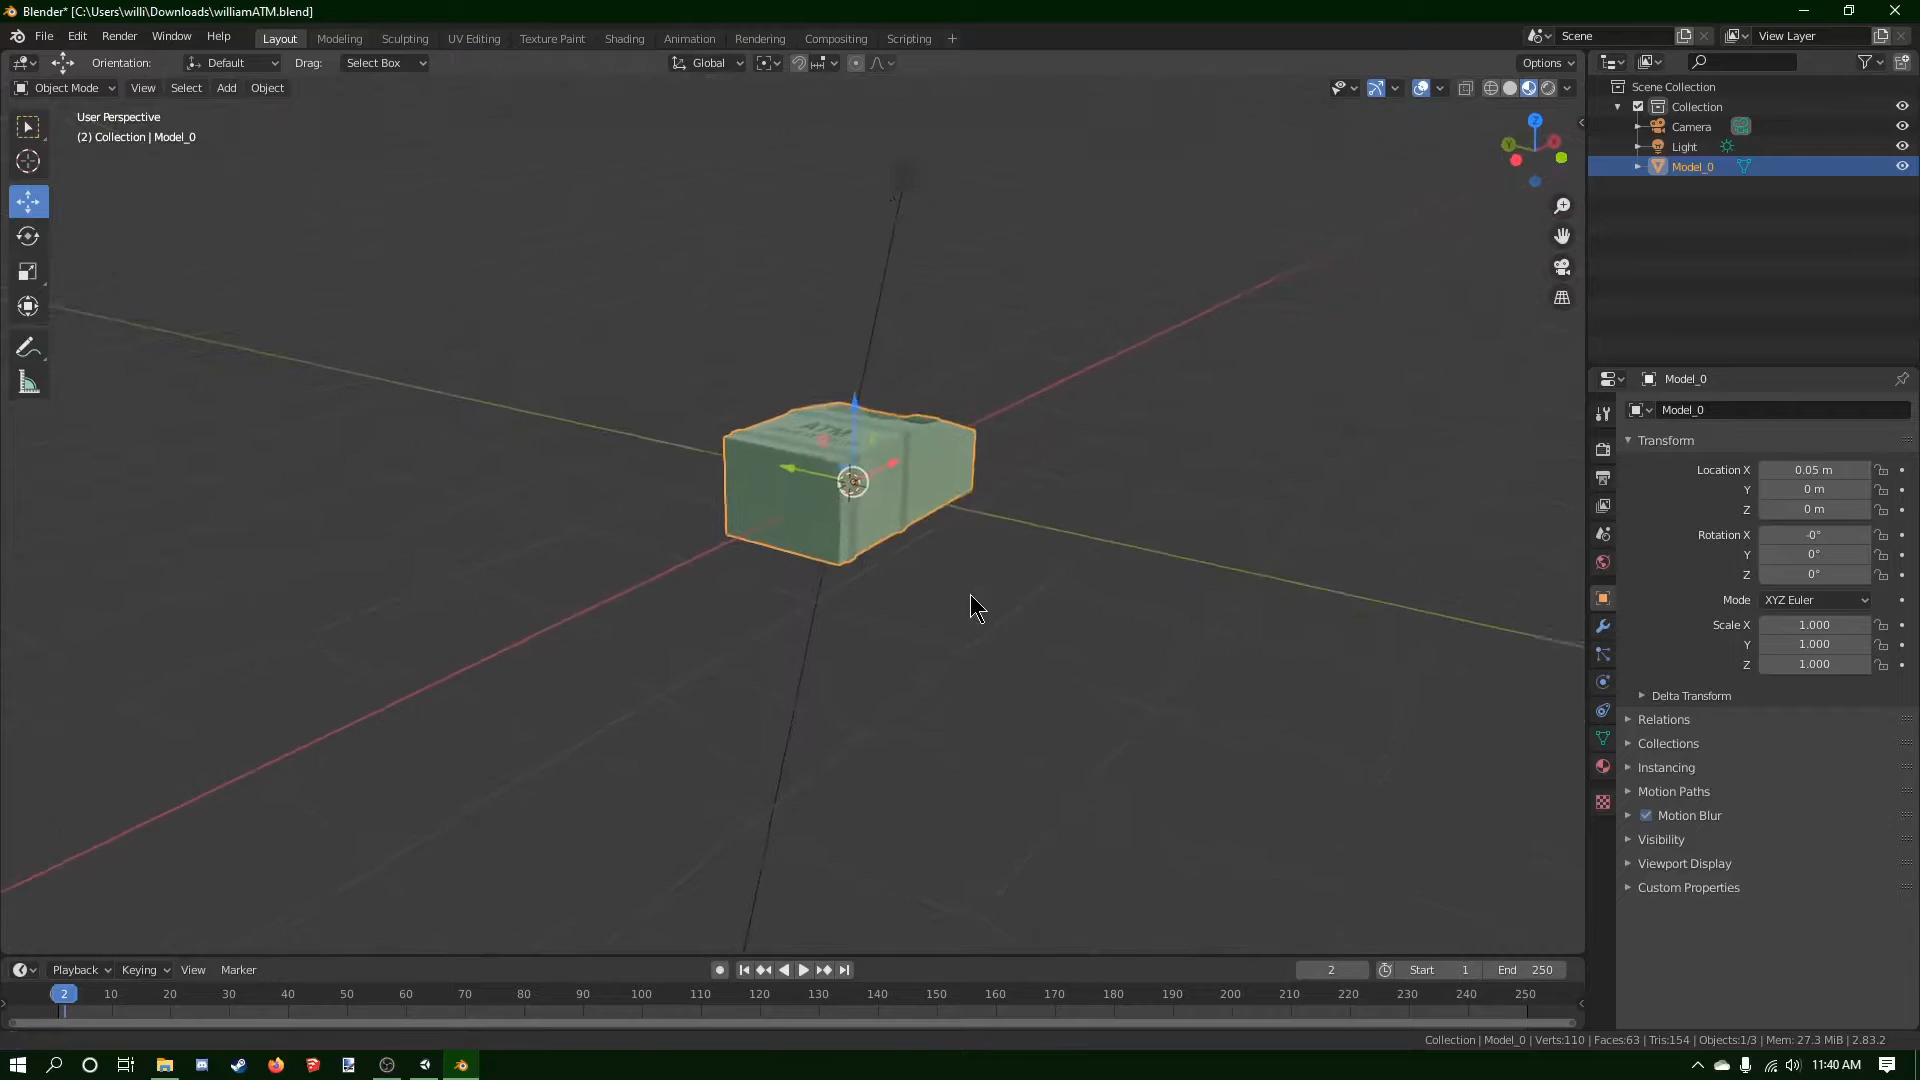 Blender* [C:\Users\willi\Downloads\williamATM.blend]
File Edit Render Window Help
Layout Modeling Sculpting UV Editing Texture Paint Shading Animation Rendering Compositing Scripting +
Scene
View Layer
Orientation: Default Drag: Select Box
Global
Options
Object Mode View Select Add Object
User Perspective
(2) Collection | Model_0
Z
Y
X
ATM
Scene Collection
Collection
Camera
Light
Model_0
Model_0
Model_0
Transform
Location X 0.05 m
Y 0 m
Z 0 m
Rotation X -0°
Y 0°
Z 0°
Mode XYZ Euler
Scale X 1.000
Y 1.000
Z 1.000
Delta Transform
Relations
Collections
Instancing
Motion Paths
Motion Blur
Visibility
Viewport Display
Custom Properties
Playback Keying View Marker
2 Start 1 End 250
2 10 20 30 40 50 60 70 80 90 100 110 120 130 140 150 160 170 180 190 200 210 220 230 240 250
Collection | Model_0 | Verts:110 | Faces:63 | Tris:154 | Objects:1/3 | Mem: 27.3 MiB | 2.83.2
11:40 AM